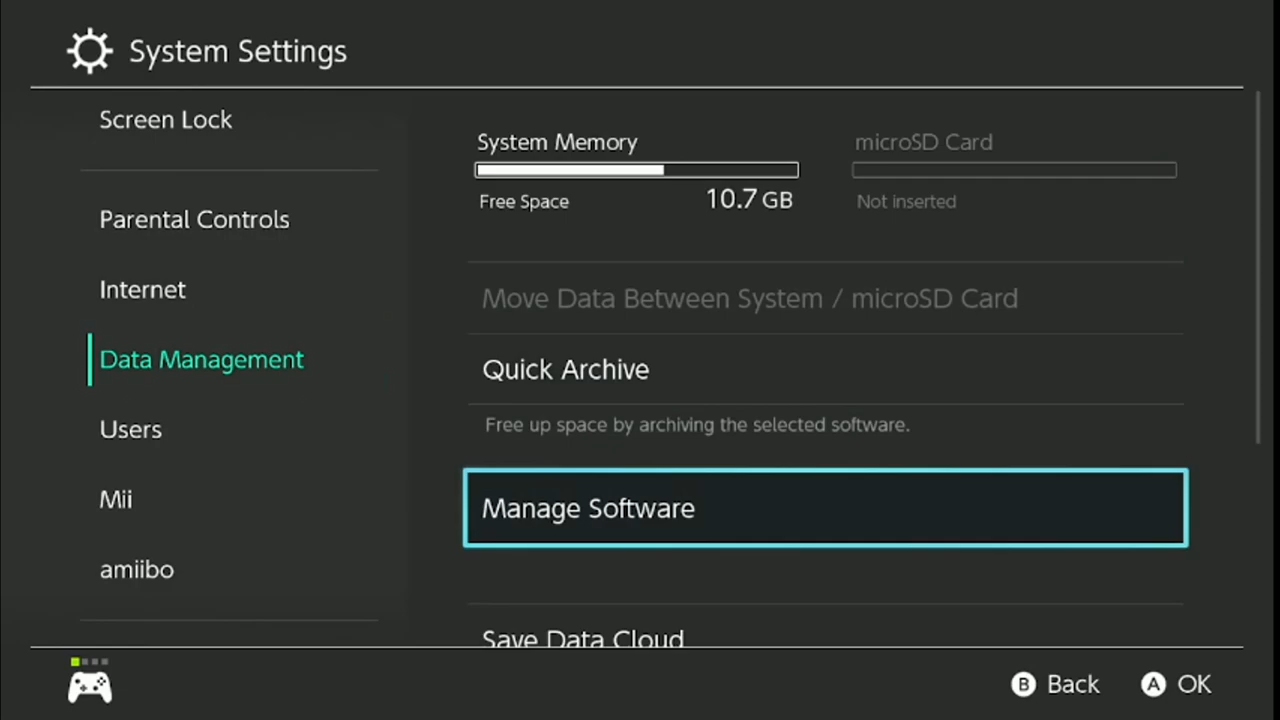 System Settings
Screen Lock
Parental Controls
Internet
Data Management
Users
Mii
amiibo
System Memory
Free Space 10.7 GB
microSD Card
Not inserted
Move Data Between System / microSD Card
Quick Archive
Free up space by archiving the selected software.
Manage Software
Save Data Cloud
B Back A OK